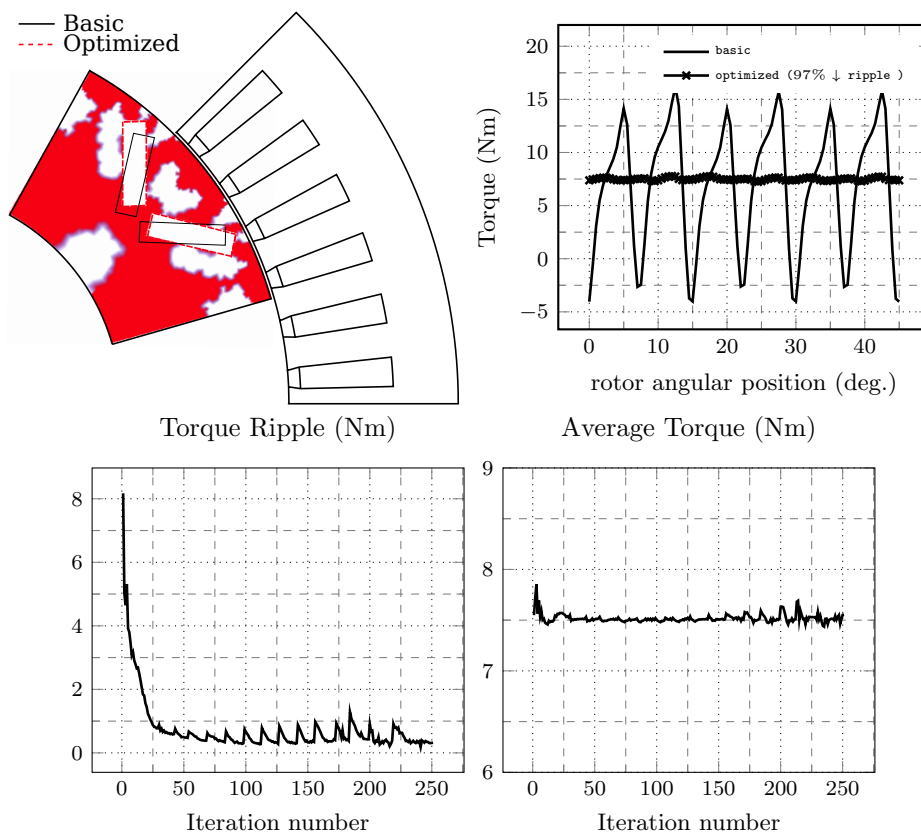 Basic
Optimized
20
15
10
5
0
−5
Torque (Nm)
basic
optimized (97% ↓ ripple )
0 10 20 30 40
rotor angular position (deg.)
Torque Ripple (Nm)
8
6
4
2
0
0 50 100 150 200 250
Iteration number
Average Torque (Nm)
9
8
7
6
0 50 100 150 200 250
Iteration number